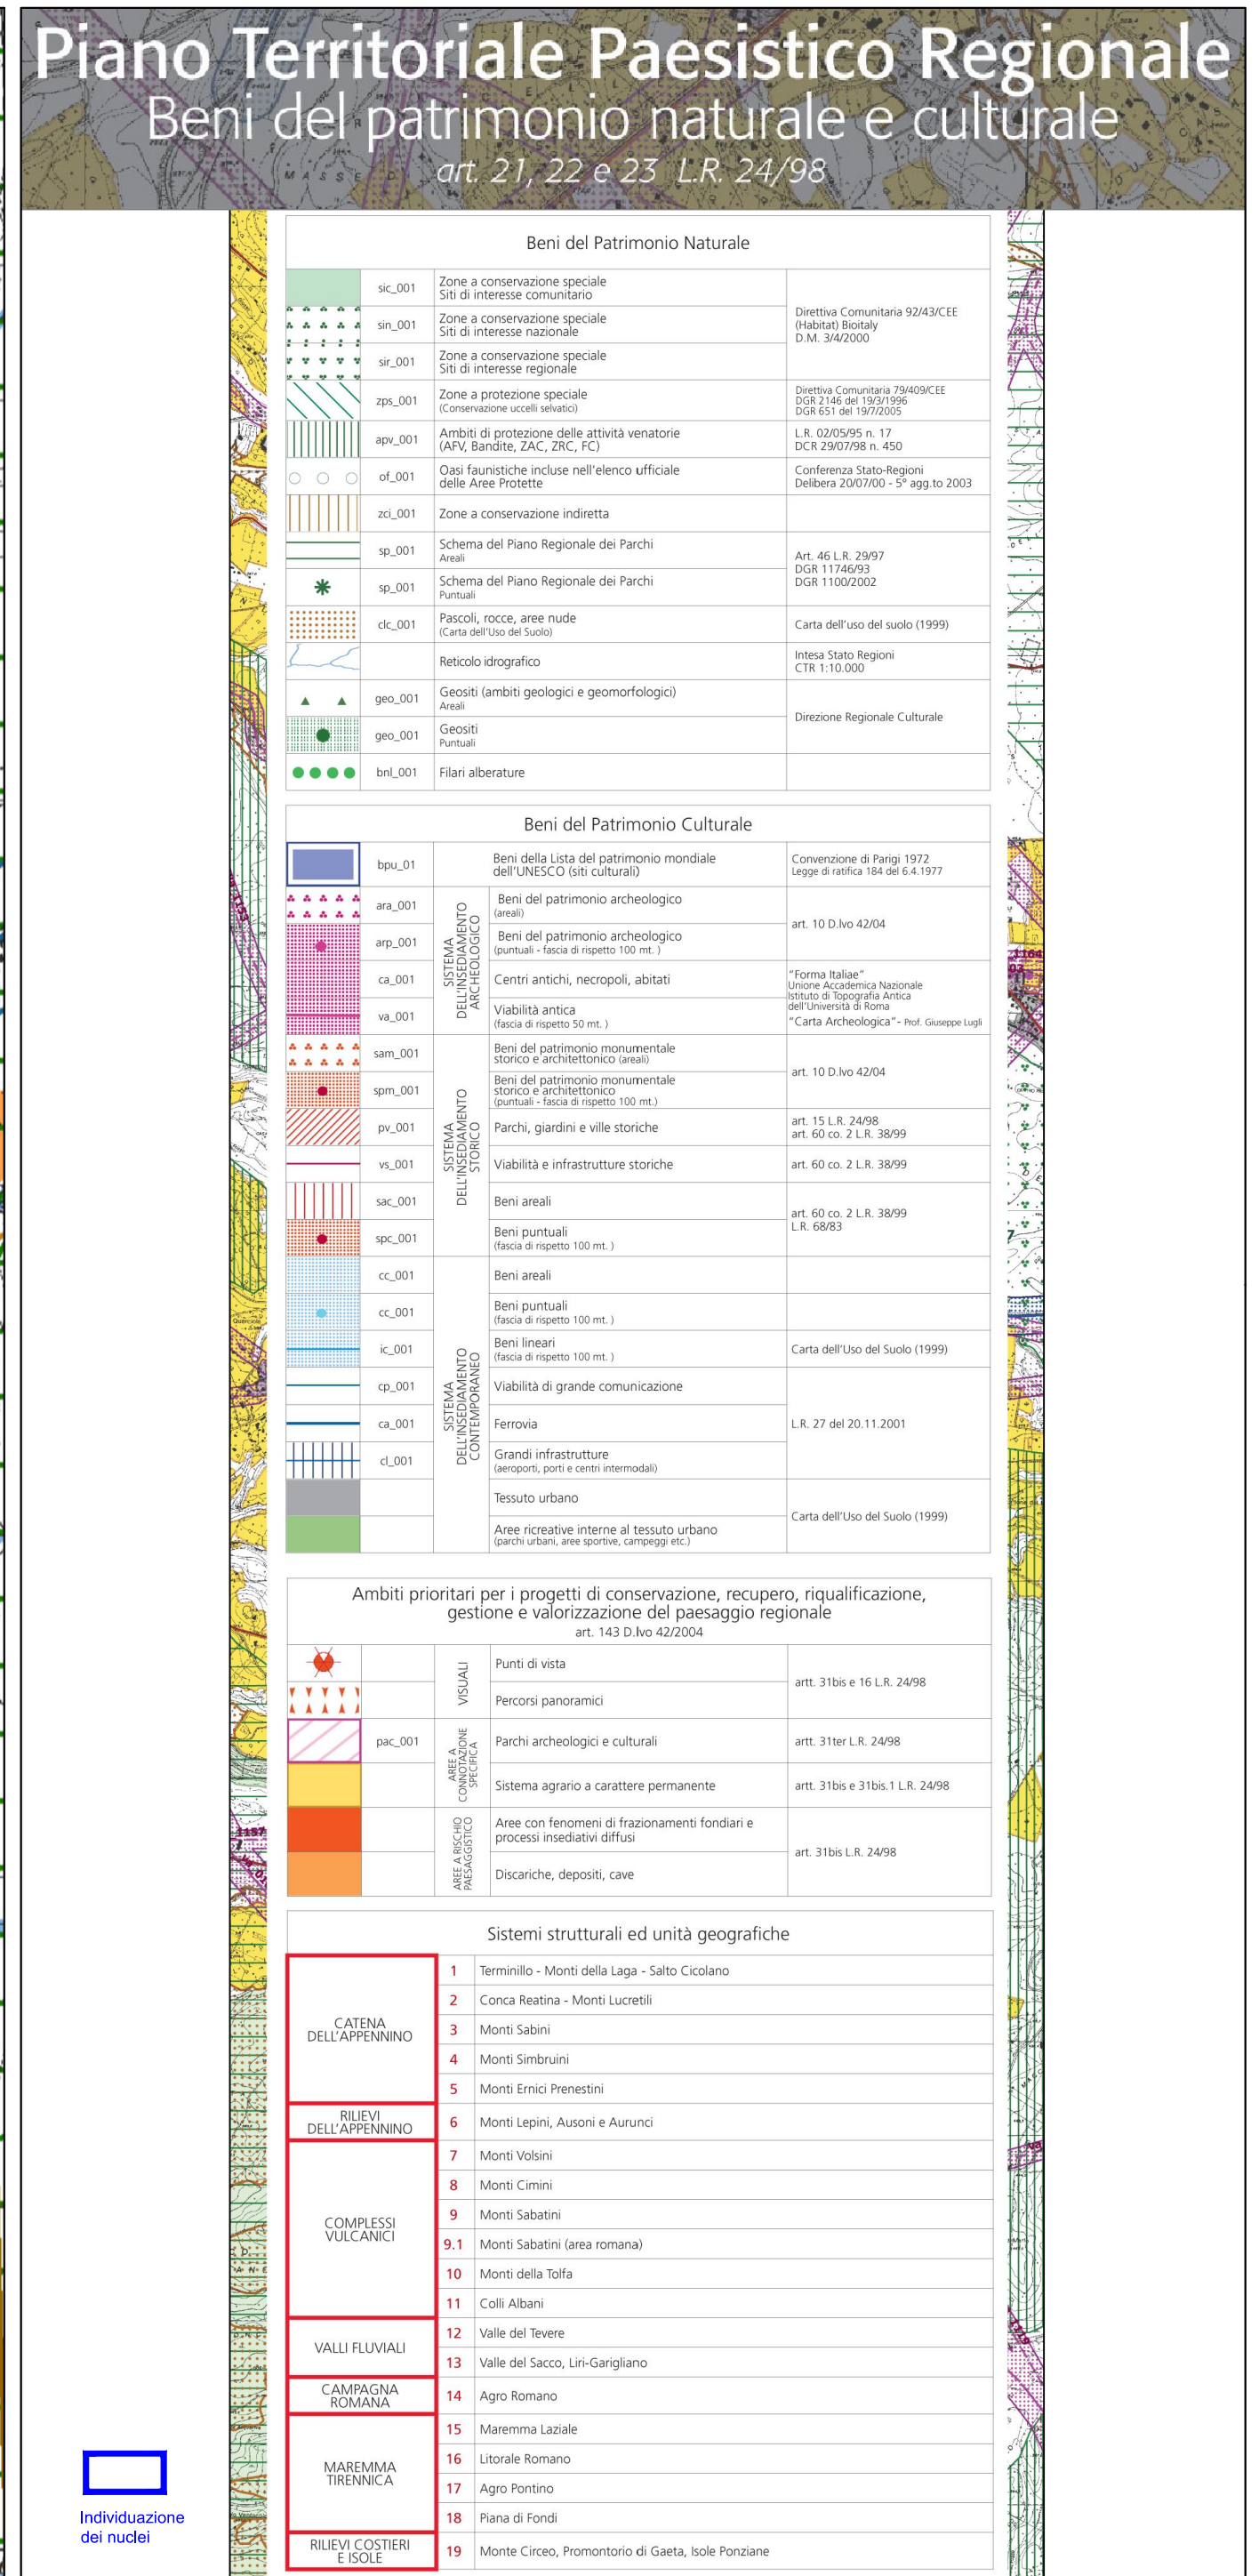 Piano Territoriale Paesistico Regionale
Beni del patrimonio naturale e culturale
art. 21, 22 e 23 L.R. 24/98
Beni del Patrimonio Naturale
sic_001
Zone a conservazione speciale
Siti di interesse comunitario
Direttiva Comunitaria 92/43/CEE
(Habitat) Bioitaly
D.M. 3/4/2000
sin_001
Zone a conservazione speciale
Siti di interesse nazionale
sir_001
Zone a conservazione speciale
Siti di interesse regionale
zps_001
Zone a protezione speciale
(Conservazione uccelli selvatici)
Direttiva Comunitaria 79/409/CEE
DGR 2146 del 19/3/1996
DGR 651 del 19/7/2005
apv_001
Ambiti di protezione delle attività venatorie
(AFV, Bandite, ZAC, ZRC, FC)
L.R. 02/05/95 n. 17
DCR 29/07/98 n. 450
of_001
Oasi faunistiche incluse nell'elenco ufficiale
delle Aree Protette
Conferenza Stato-Regioni
Delibera 20/07/00 - 5° agg.to 2003
zci_001
Zone a conservazione indiretta
sp_001
Schema del Piano Regionale dei Parchi
Areali
Art. 46 L.R. 29/97
DGR 11746/93
DGR 1100/2002
sp_001
Schema del Piano Regionale dei Parchi
Puntuali
clc_001
Pascoli, rocce, aree nude
(Carta dell'Uso del Suolo)
Carta dell'uso del suolo (1999)
Reticolo idrografico
Intesa Stato Regioni
CTR 1:10.000
geo_001
Geositi (ambiti geologici e geomorfologici)
Areali
Direzione Regionale Culturale
geo_001
Geositi
Puntuali
bnl_001
Filari alberature
Beni del Patrimonio Culturale
bpu_01
Beni della Lista del patrimonio mondiale
dell'UNESCO (siti culturali)
Convenzione di Parigi 1972
Legge di ratifica 184 del 6.4.1977
SISTEMA
DELL'INSEDIAMENTO
ARCHEOLOGICO
ara_001
Beni del patrimonio archeologico
(areali)
art. 10 D.lvo 42/04
arp_001
Beni del patrimonio archeologico
(puntuali - fascia di rispetto 100 mt. )
ca_001
Centri antichi, necropoli, abitati
"Forma Italiae"
Unione Accademica Nazionale
Istituto di Topografia Antica
dell'Università di Roma
"Carta Archeologica"- Prof. Giuseppe Lugli
va_001
Viabilità antica
(fascia di rispetto 50 mt. )
SISTEMA
DELL'INSEDIAMENTO
STORICO
sam_001
Beni del patrimonio monumentale
storico e architettonico (areali)
art. 10 D.lvo 42/04
spm_001
Beni del patrimonio monumentale
storico e architettonico
(puntuali - fascia di rispetto 100 mt.)
pv_001
Parchi, giardini e ville storiche
art. 15 L.R. 24/98
art. 60 co. 2 L.R. 38/99
vs_001
Viabilità e infrastrutture storiche
art. 60 co. 2 L.R. 38/99
sac_001
Beni areali
art. 60 co. 2 L.R. 38/99
L.R. 68/83
spc_001
Beni puntuali
(fascia di rispetto 100 mt. )
SISTEMA
DELL'INSEDIAMENTO
CONTEMPORANEO
cc_001
Beni areali
cc_001
Beni puntuali
(fascia di rispetto 100 mt. )
ic_001
Beni lineari
(fascia di rispetto 100 mt. )
Carta dell'Uso del Suolo (1999)
cp_001
Viabilità di grande comunicazione
L.R. 27 del 20.11.2001
ca_001
Ferrovia
cl_001
Grandi infrastrutture
(aeroporti, porti e centri intermodali)
Tessuto urbano
Carta dell'Uso del Suolo (1999)
Aree ricreative interne al tessuto urbano
(parchi urbani, aree sportive, campeggi etc.)
Ambiti prioritari per i progetti di conservazione, recupero, riqualificazione,
gestione e valorizzazione del paesaggio regionale
art. 143 D.lvo 42/2004
VISUALI
Punti di vista
artt. 31bis e 16 L.R. 24/98
Percorsi panoramici
AREE A
CONNOTAZIONE
SPECIFICA
pac_001
Parchi archeologici e culturali
artt. 31ter L.R. 24/98
Sistema agrario a carattere permanente
artt. 31bis e 31bis.1 L.R. 24/98
AREE A RISCHIO
PAESAGGISTICO
Aree con fenomeni di frazionamenti fondiari e
processi insediativi diffusi
art. 31bis L.R. 24/98
Discariche, depositi, cave
Sistemi strutturali ed unità geografiche
CATENA
DELL'APPENNINO
1 Terminillo - Monti della Laga - Salto Cicolano
2 Conca Reatina - Monti Lucretili
3 Monti Sabini
4 Monti Simbruini
5 Monti Ernici Prenestini
RILIEVI
DELL'APPENNINO
6 Monti Lepini, Ausoni e Aurunci
COMPLESSI
VULCANICI
7 Monti Volsini
8 Monti Cimini
9 Monti Sabatini
9.1 Monti Sabatini (area romana)
10 Monti della Tolfa
11 Colli Albani
VALLI FLUVIALI
12 Valle del Tevere
13 Valle del Sacco, Liri-Garigliano
CAMPAGNA
ROMANA
14 Agro Romano
MAREMMA
TIRRENICA
15 Maremma Laziale
16 Litorale Romano
17 Agro Pontino
18 Piana di Fondi
RILIEVI COSTIERI
E ISOLE
19 Monte Circeo, Promontorio di Gaeta, Isole Ponziane
Individuazione
dei nuclei